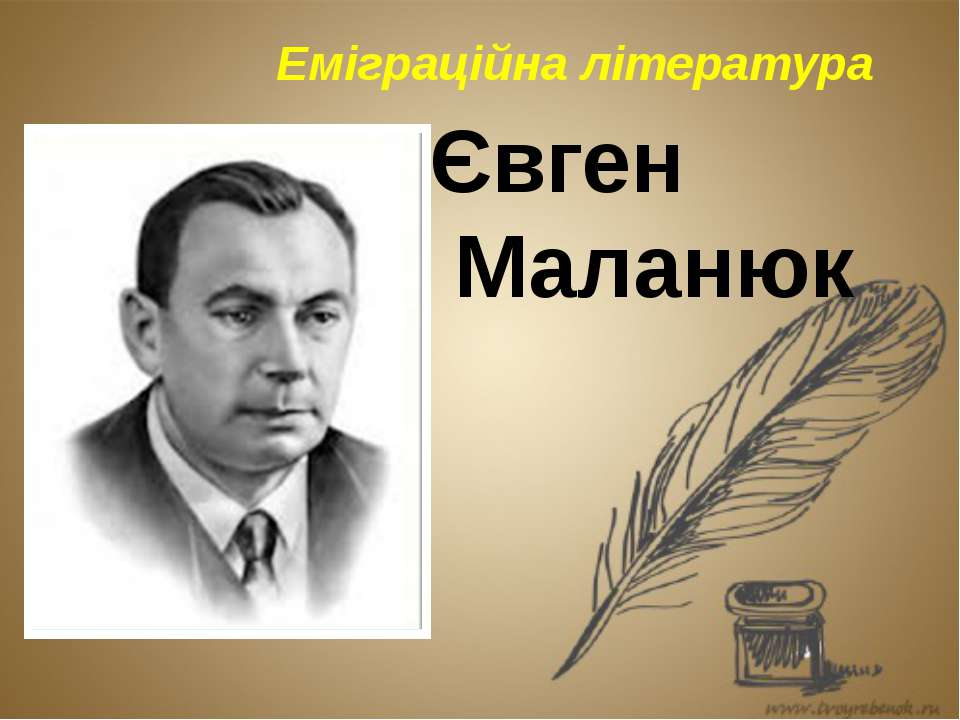 Еміграційна література
Євген
Маланюк
www.tvoyrebenok.ru